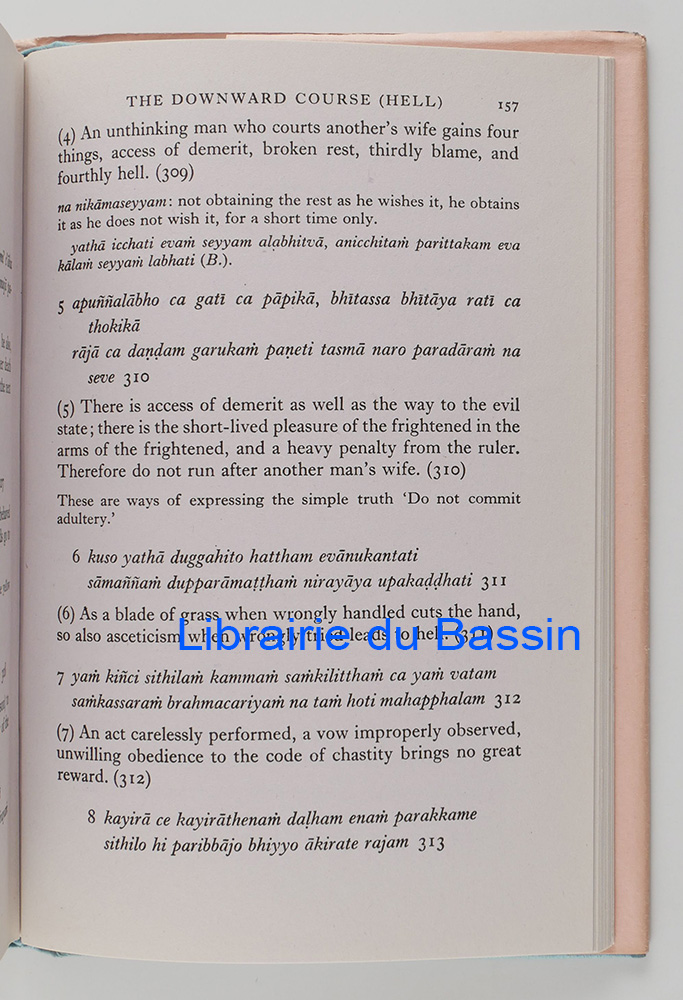 THE DOWNWARD COURSE (HELL) 157
(4) An unthinking man who courts another's wife gains four
things, access of demerit, broken rest, thirdly blame, and
fourthly hell. (309)
na nikāmaseyyam: not obtaining the rest as he wishes it, he obtains
it as he does not wish it, for a short time only.
yathā icchati evaṁ seyyam alabhitvā, anicchitaṁ parittakam eva
kālaṁ seyyaṁ labhati (B.).
5 apuññalābho ca gatī ca pāpikā, bhītassa bhītāya ratī ca
thokikā
rājā ca daṇḍam garukaṁ paṇeti tasmā naro paradāraṁ na
seve 310
(5) There is access of demerit as well as the way to the evil
state; there is the short-lived pleasure of the frightened in the
arms of the frightened, and a heavy penalty from the ruler.
Therefore do not run after another man's wife. (310)
These are ways of expressing the simple truth 'Do not commit
adultery.'
6 kuso yathā duggahito hattham evānukantati
sāmaññaṁ dupparāmaṭṭhaṁ nirayāya upakaḍḍhati 311
(6) As a blade of grass when wrongly handled cuts the hand,
so also asceticism when wrongly tried leads to hell. (311)
Librairie du Bassin
7 yaṁ kiñci sithilaṁ kammaṁ saṁkiliṭṭhaṁ ca yaṁ vatam
saṁkassaraṁ brahmacariyaṁ na taṁ hoti mahapphalam 312
(7) An act carelessly performed, a vow improperly observed,
unwilling obedience to the code of chastity brings no great
reward. (312)
8 kayirā ce kayirāthenaṁ daḷham enaṁ parakkame
sithilo hi paribbājo bhiyyo ākirate rajam 313